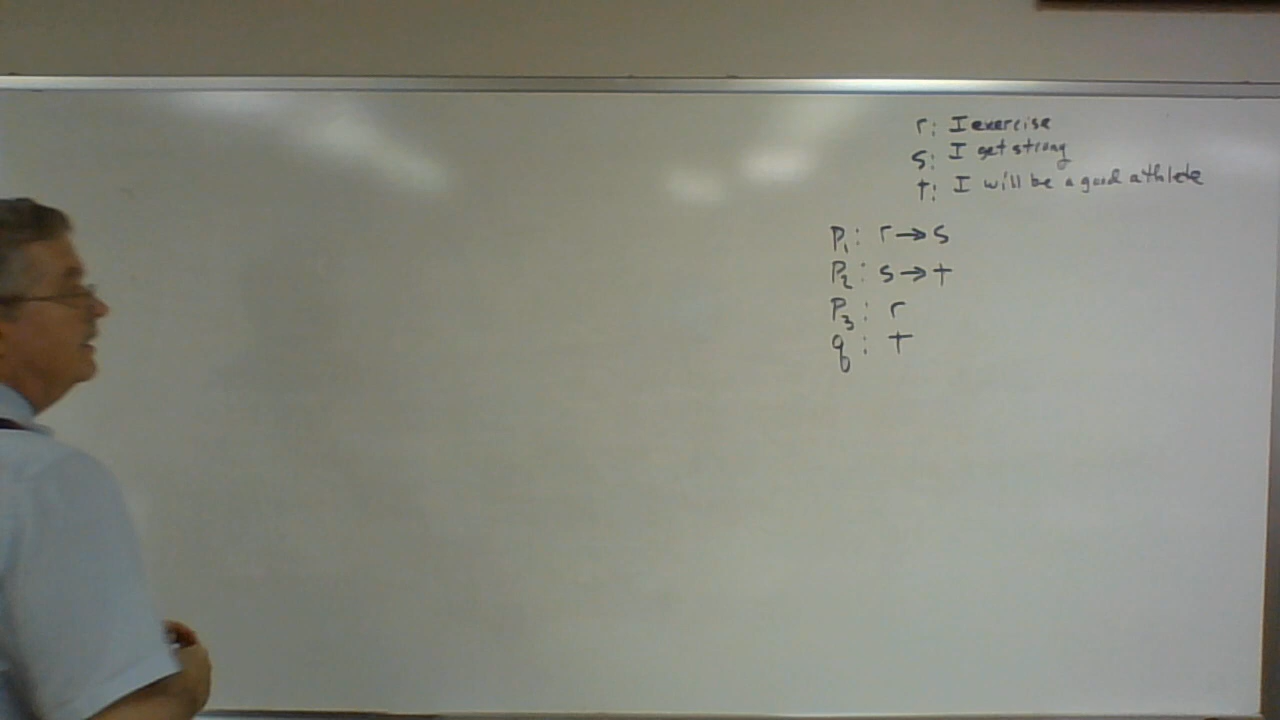 r: I exercise
s: I get strong
t: I will be a good athlete
P₁: r→s
P₂: s→t
P₃: r
q: t